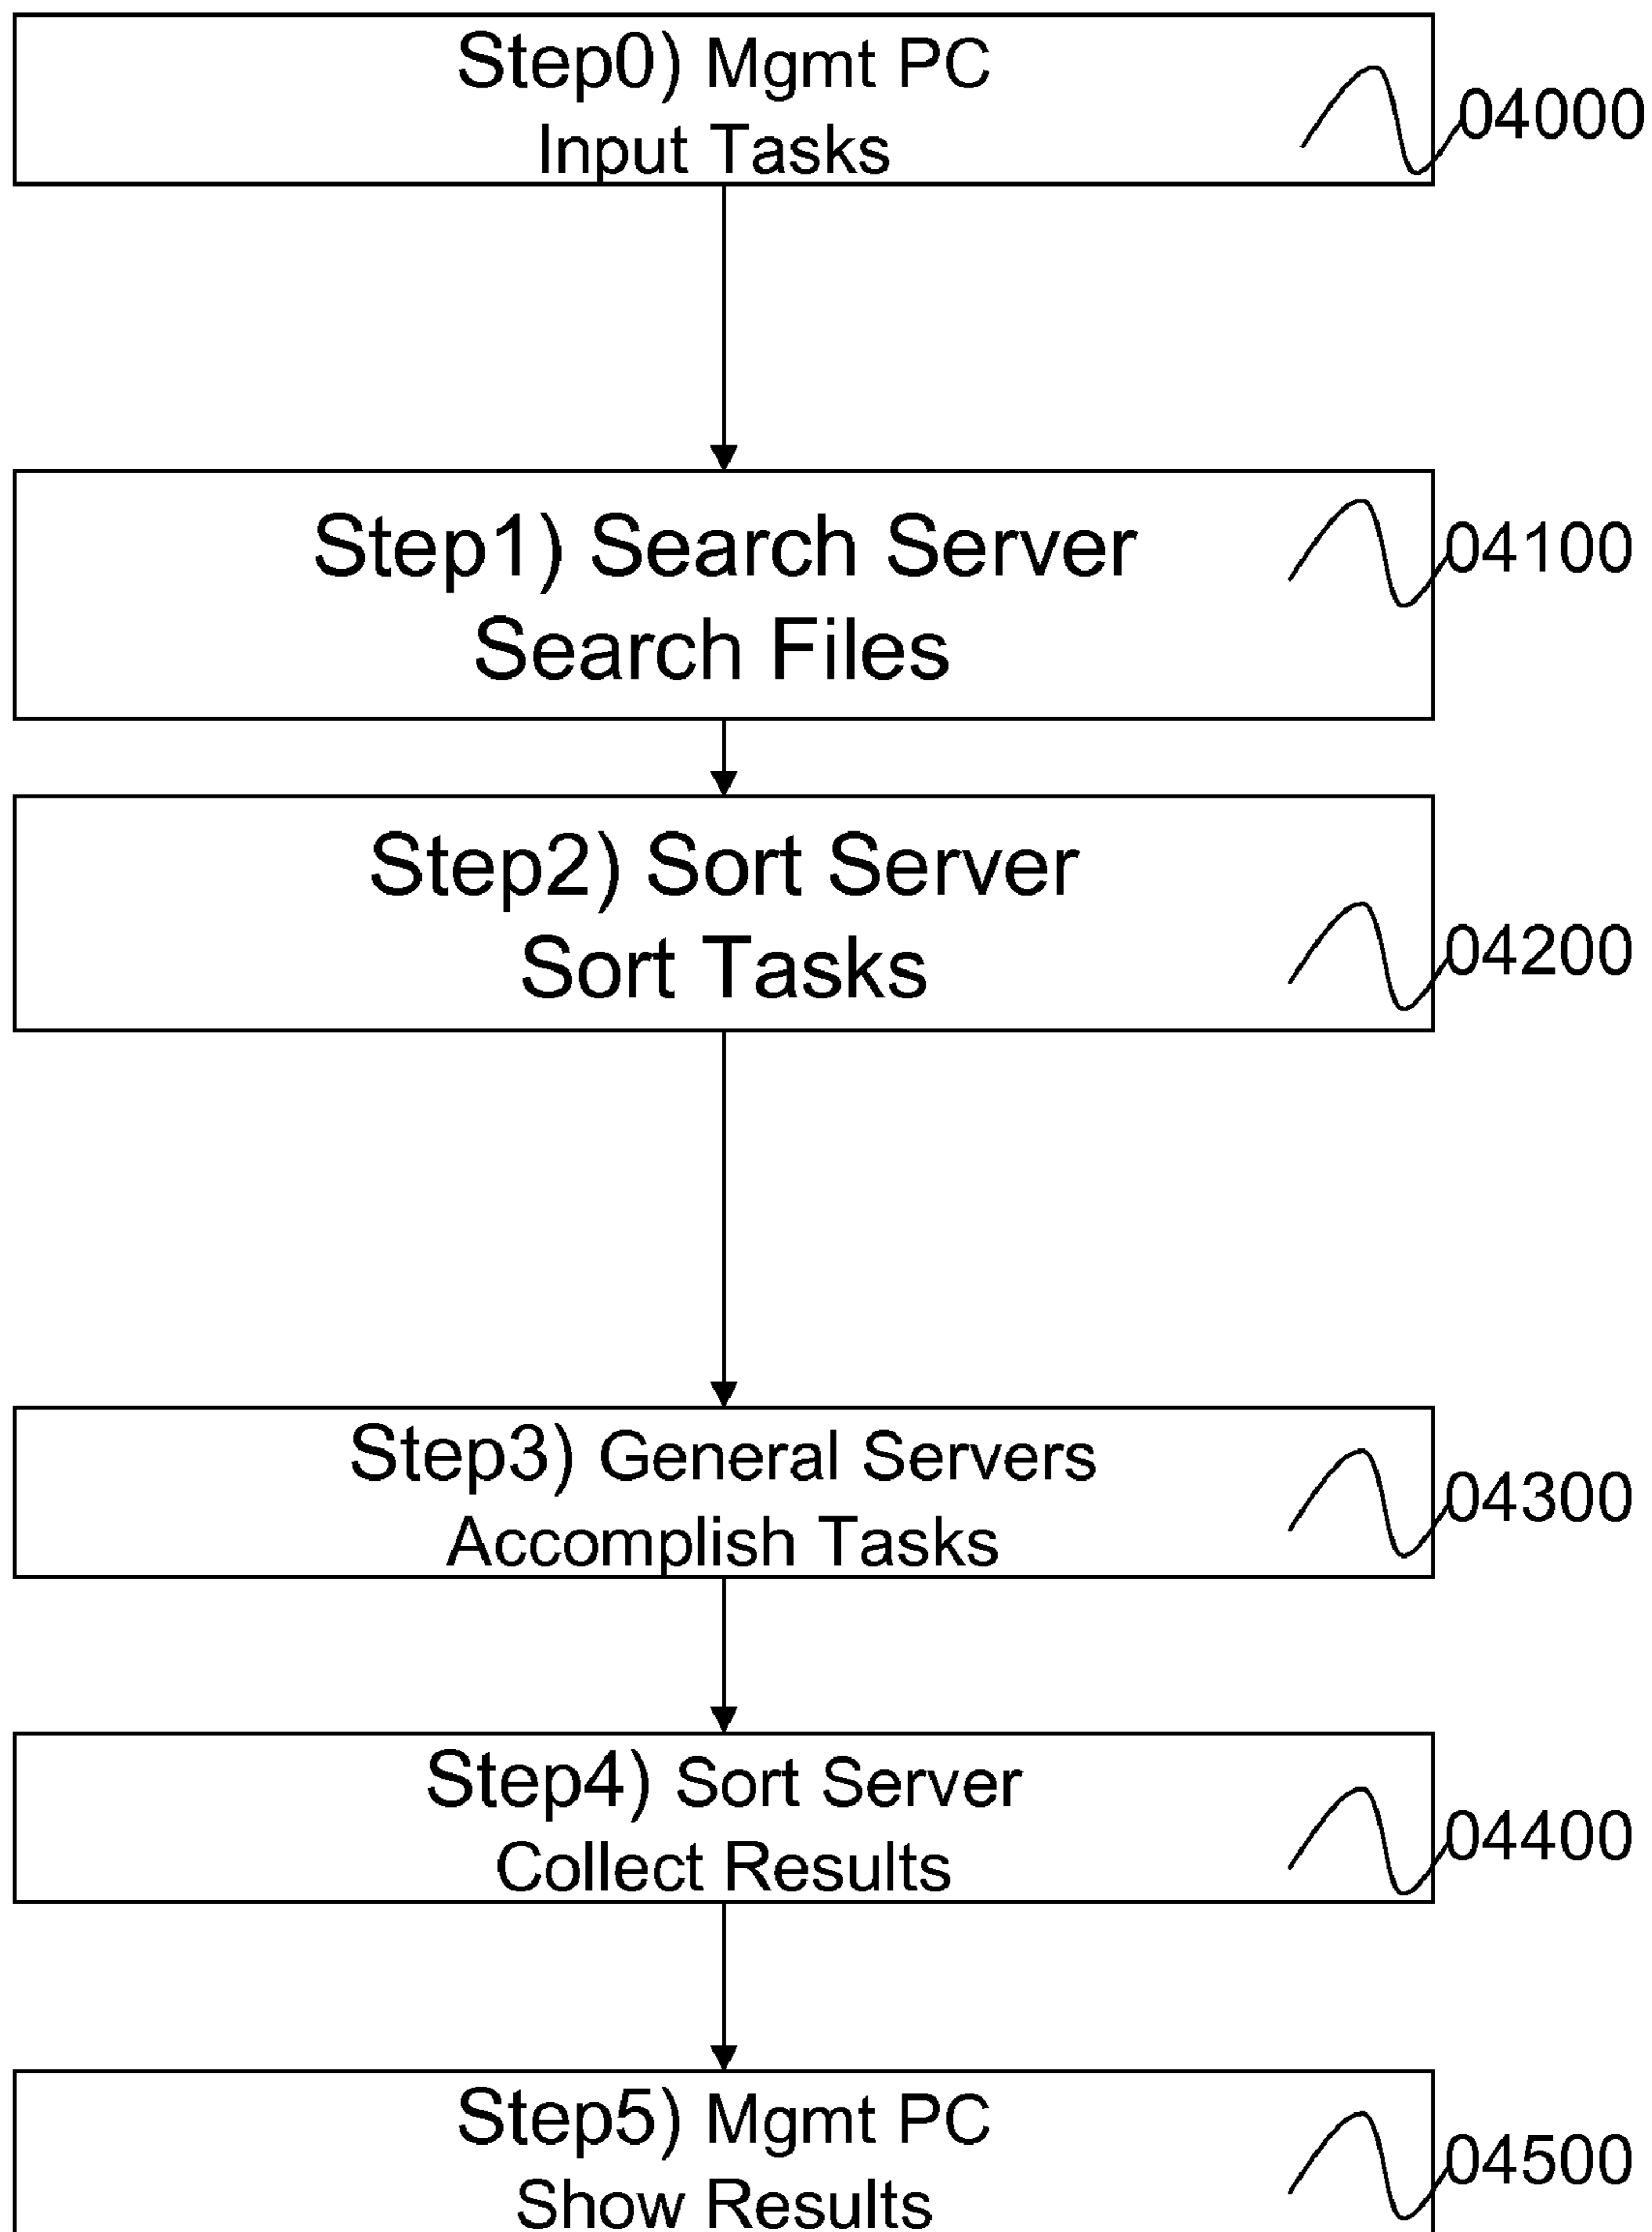 Step0) Mgmt PC
Input Tasks
04000
Step1) Search Server
Search Files
04100
Step2) Sort Server
Sort Tasks
04200
Step3) General Servers
Accomplish Tasks
04300
Step4) Sort Server
Collect Results
04400
Step5) Mgmt PC
Show Results
04500